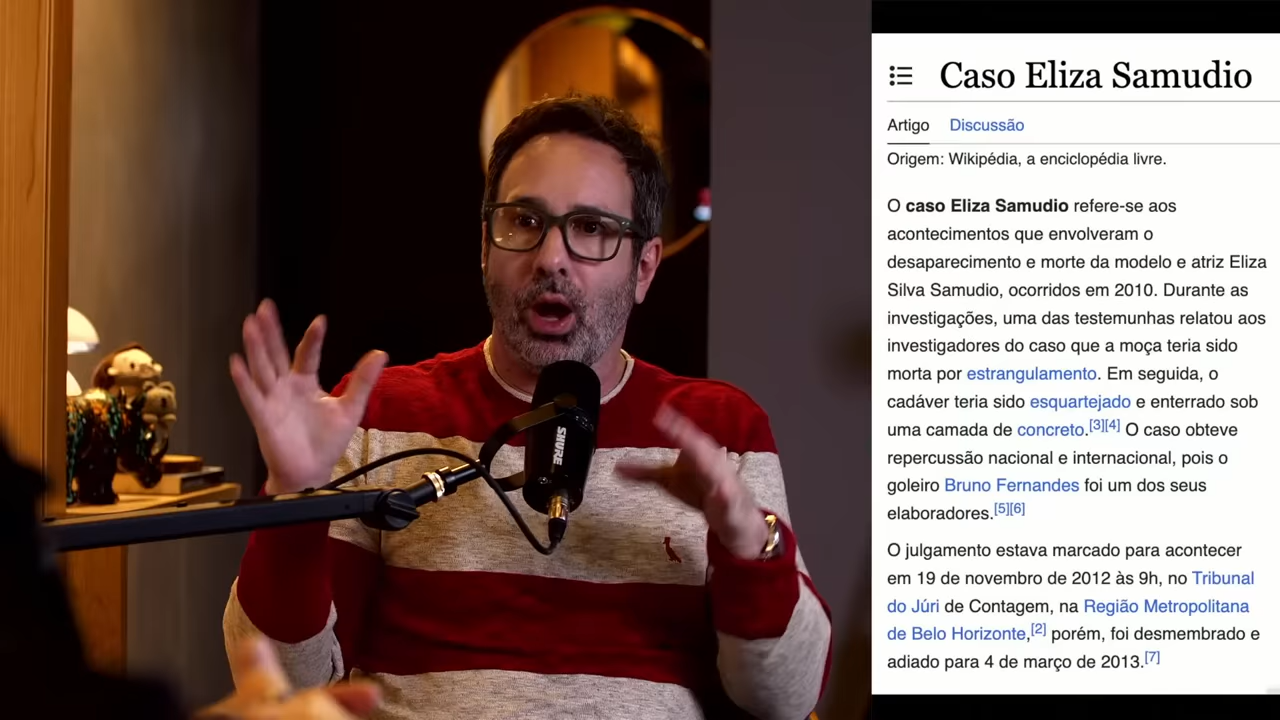 SHURE
Caso Eliza Samudio
Artigo Discussão
Origem: Wikipédia, a enciclopédia livre.
O caso Eliza Samudio refere-se aos
acontecimentos que envolveram o
desaparecimento e morte da modelo e atriz Eliza
Silva Samudio, ocorridos em 2010. Durante as
investigações, uma das testemunhas relatou aos
investigadores do caso que a moça teria sido
morta por estrangulamento. Em seguida, o
cadáver teria sido esquartejado e enterrado sob
uma camada de concreto.[3][4] O caso obteve
repercussão nacional e internacional, pois o
goleiro Bruno Fernandes foi um dos seus
elaboradores.[5][6]
O julgamento estava marcado para acontecer
em 19 de novembro de 2012 às 9h, no Tribunal
do Júri de Contagem, na Região Metropolitana
de Belo Horizonte,[2] porém, foi desmembrado e
adiado para 4 de março de 2013.[7]